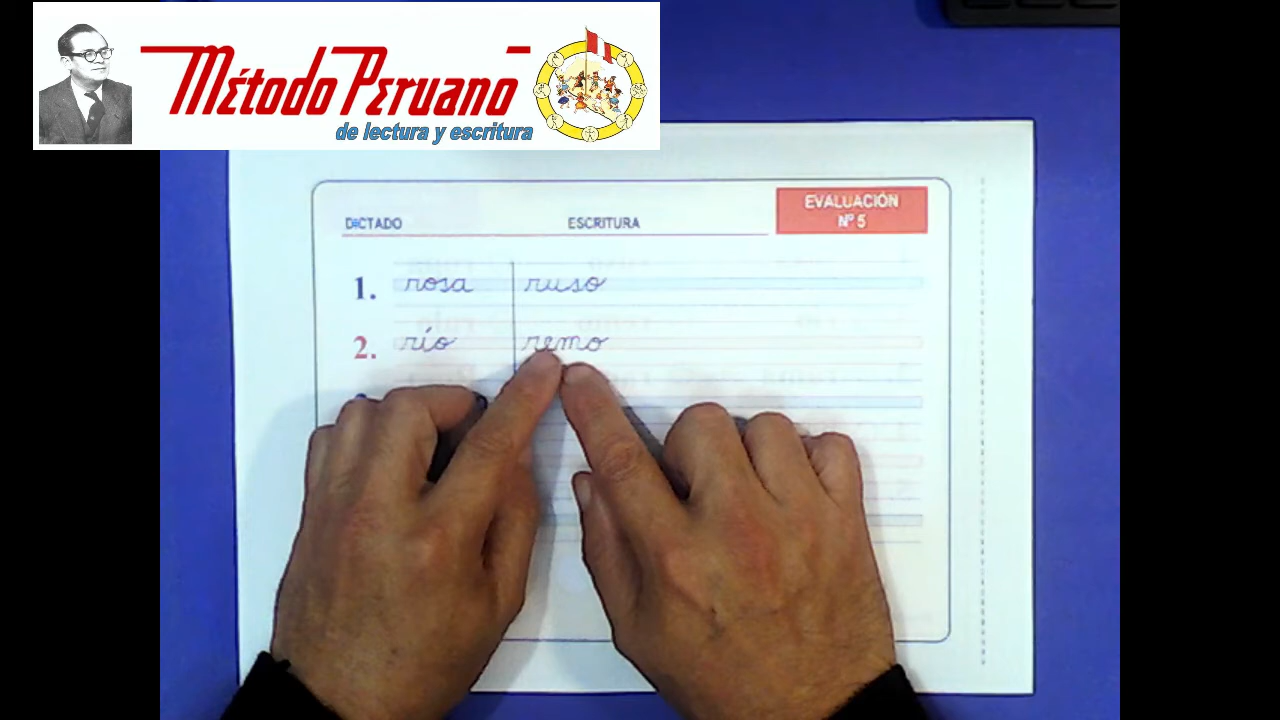 Método Peruano
de lectura y escritura
DICTADO ESCRITURA EVALUACIÓN Nº 5
1. rosa ruso
2. río remo